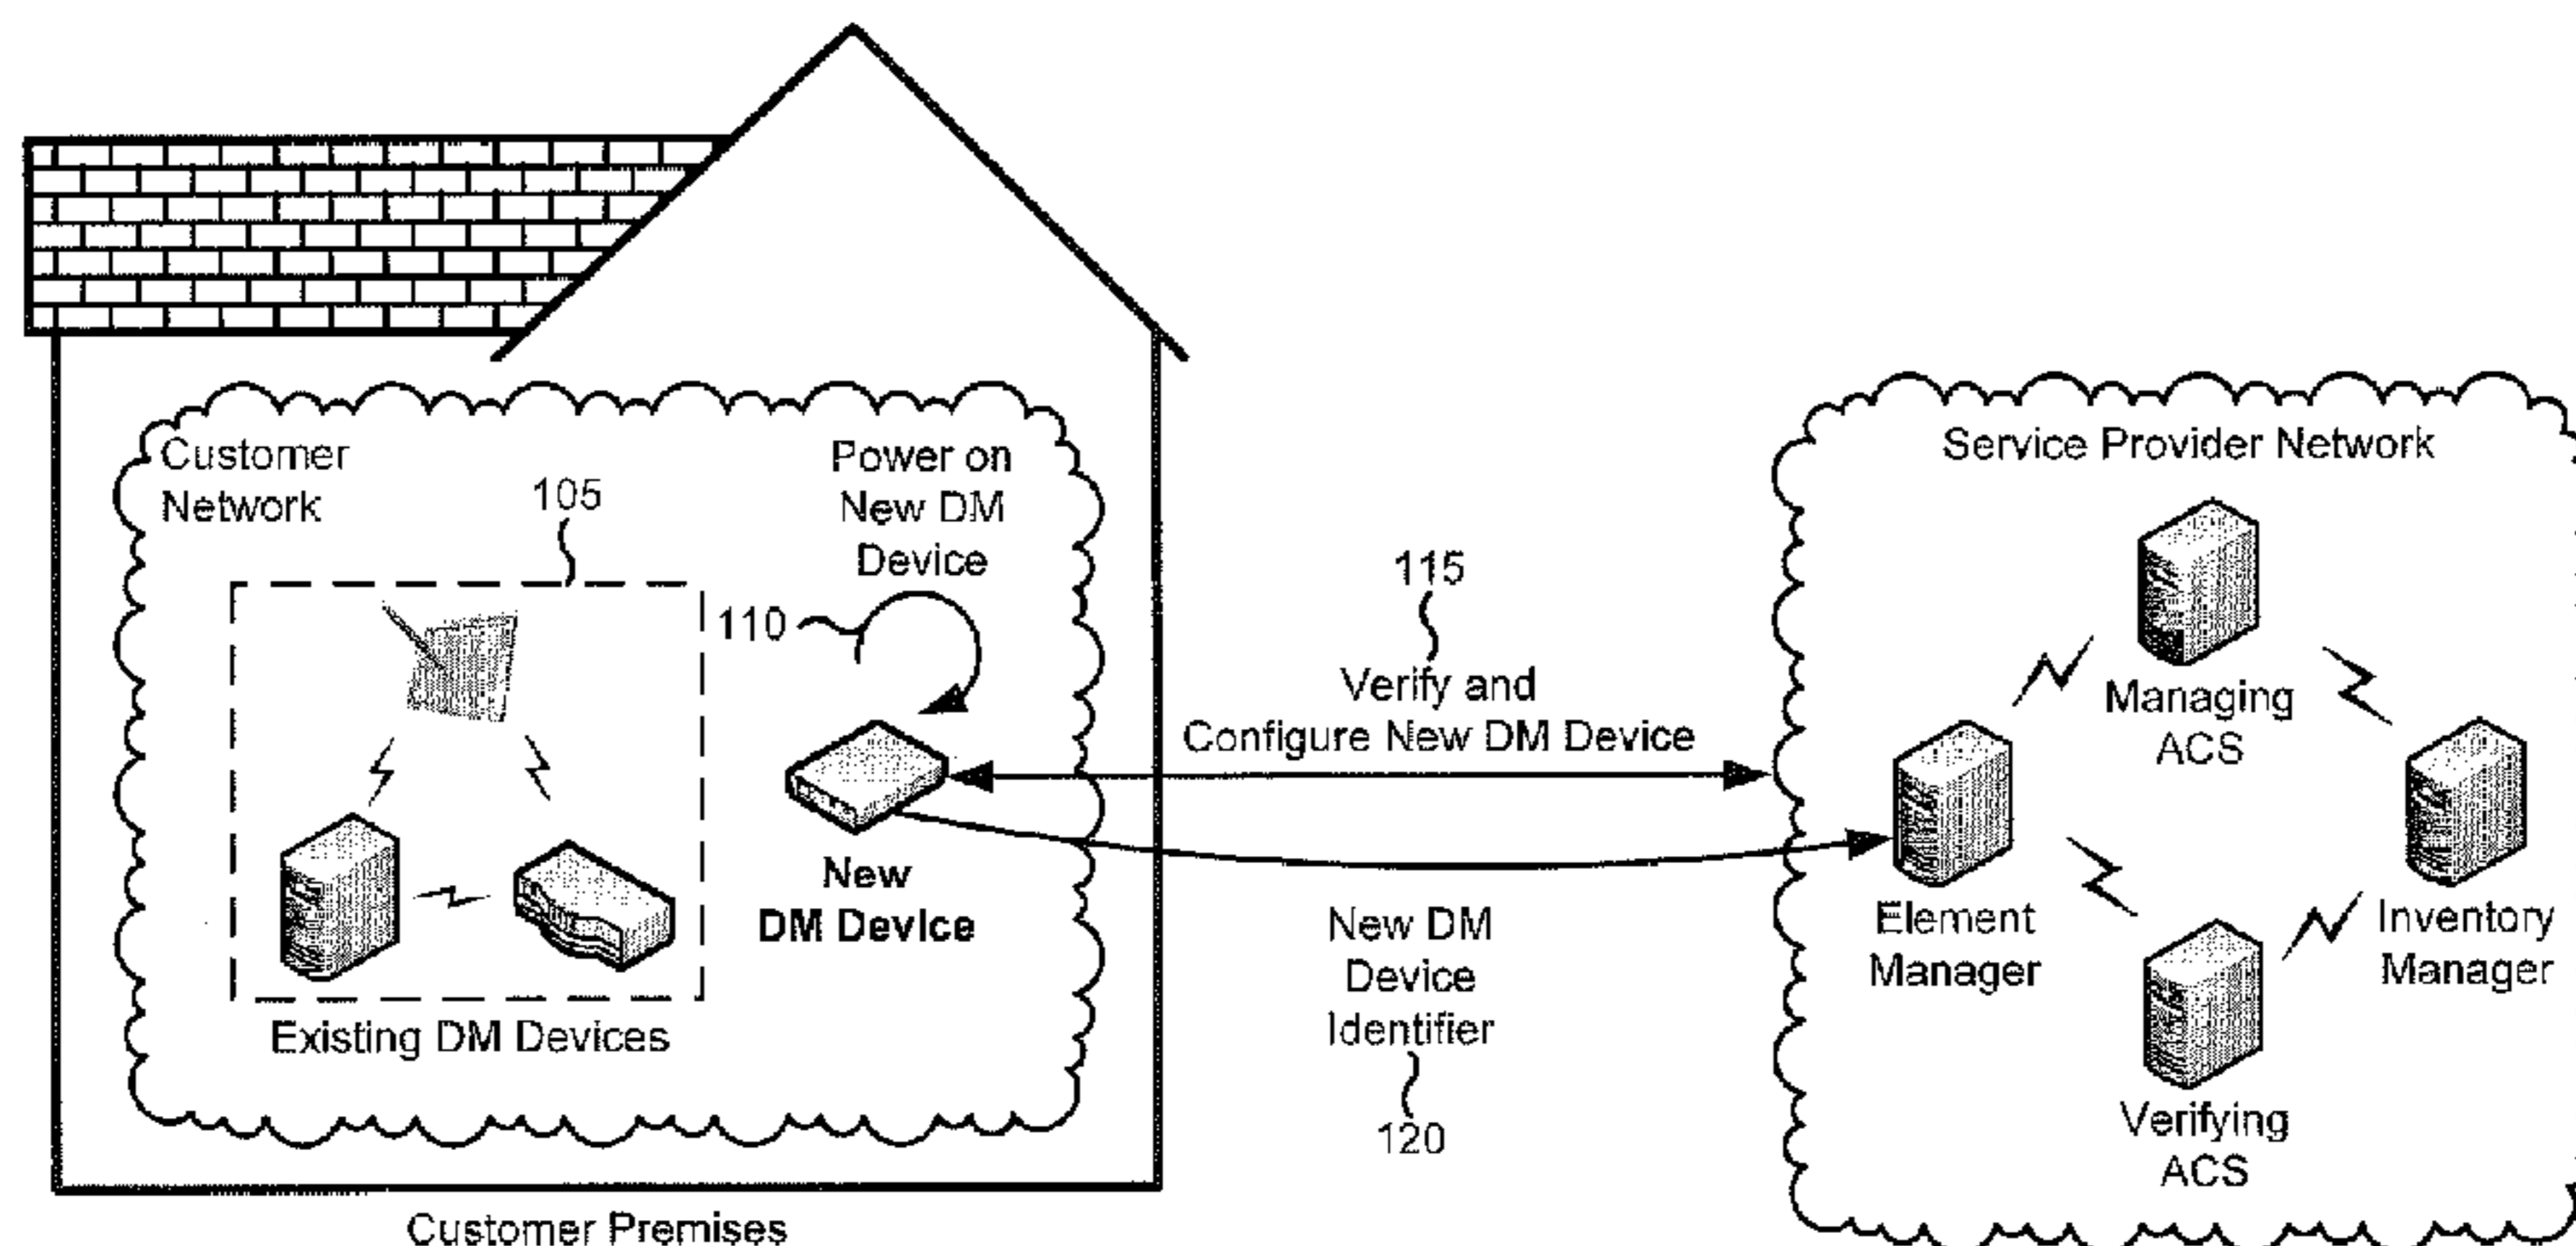 Customer
Network
105
Power on
New DM
Device
110
Existing DM Devices
New
DM Device
Customer Premises
115
Verify and
Configure New DM Device
New DM
Device
Identifier
120
Service Provider Network
Managing
ACS
Element
Manager
Inventory
Manager
Verifying
ACS